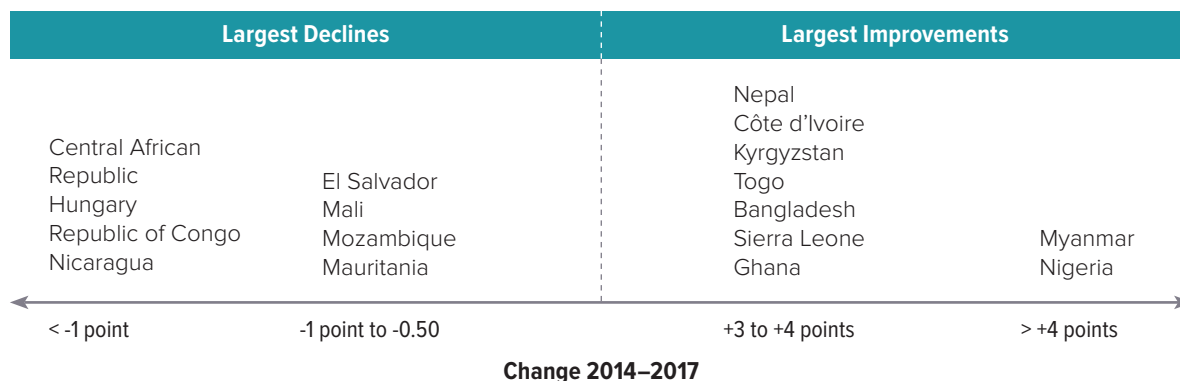 Largest Declines
Largest Improvements
Central African
Republic
Hungary
Republic of Congo
Nicaragua
El Salvador
Mali
Mozambique
Mauritania
Nepal
Côte d’Ivoire
Kyrgyzstan
Togo
Bangladesh
Sierra Leone
Ghana
Myanmar
Nigeria
< -1 point
-1 point to -0.50
+3 to +4 points
> +4 points
Change 2014–2017